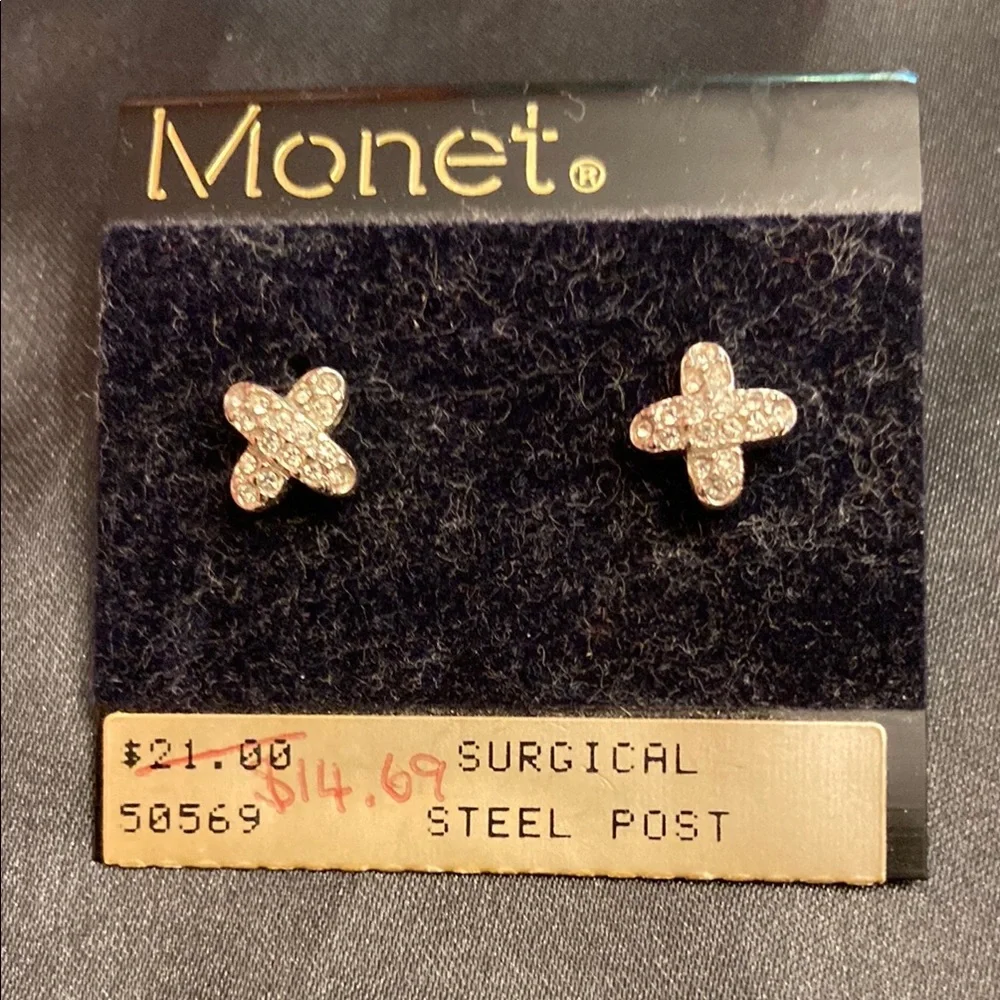 Monet®
$21.00 $14.69 SURGICAL
50569 STEEL POST